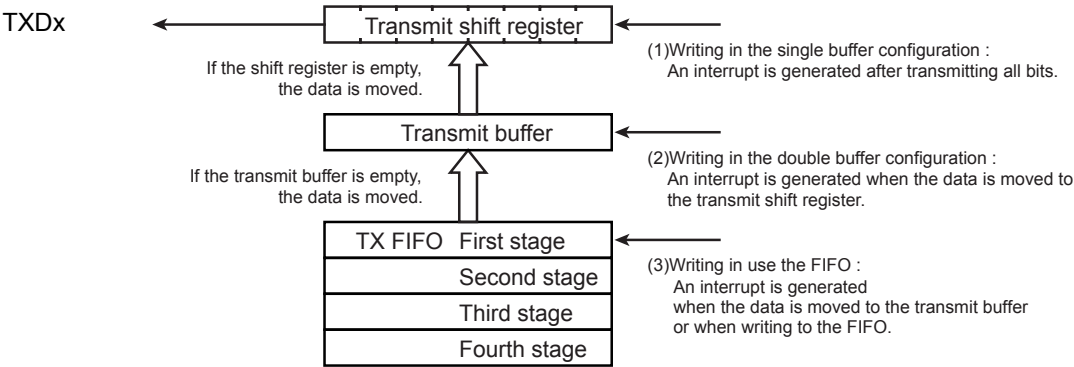 TXDx
Transmit shift register
(1)Writing in the single buffer configuration :
An interrupt is generated after transmitting all bits.
If the shift register is empty,
the data is moved.
Transmit buffer
(2)Writing in the double buffer configuration :
An interrupt is generated when the data is moved to
the transmit shift register.
If the transmit buffer is empty,
the data is moved.
TX FIFO First stage
Second stage
Third stage
Fourth stage
(3)Writing in use the FIFO :
An interrupt is generated
when the data is moved to the transmit buffer
or when writing to the FIFO.